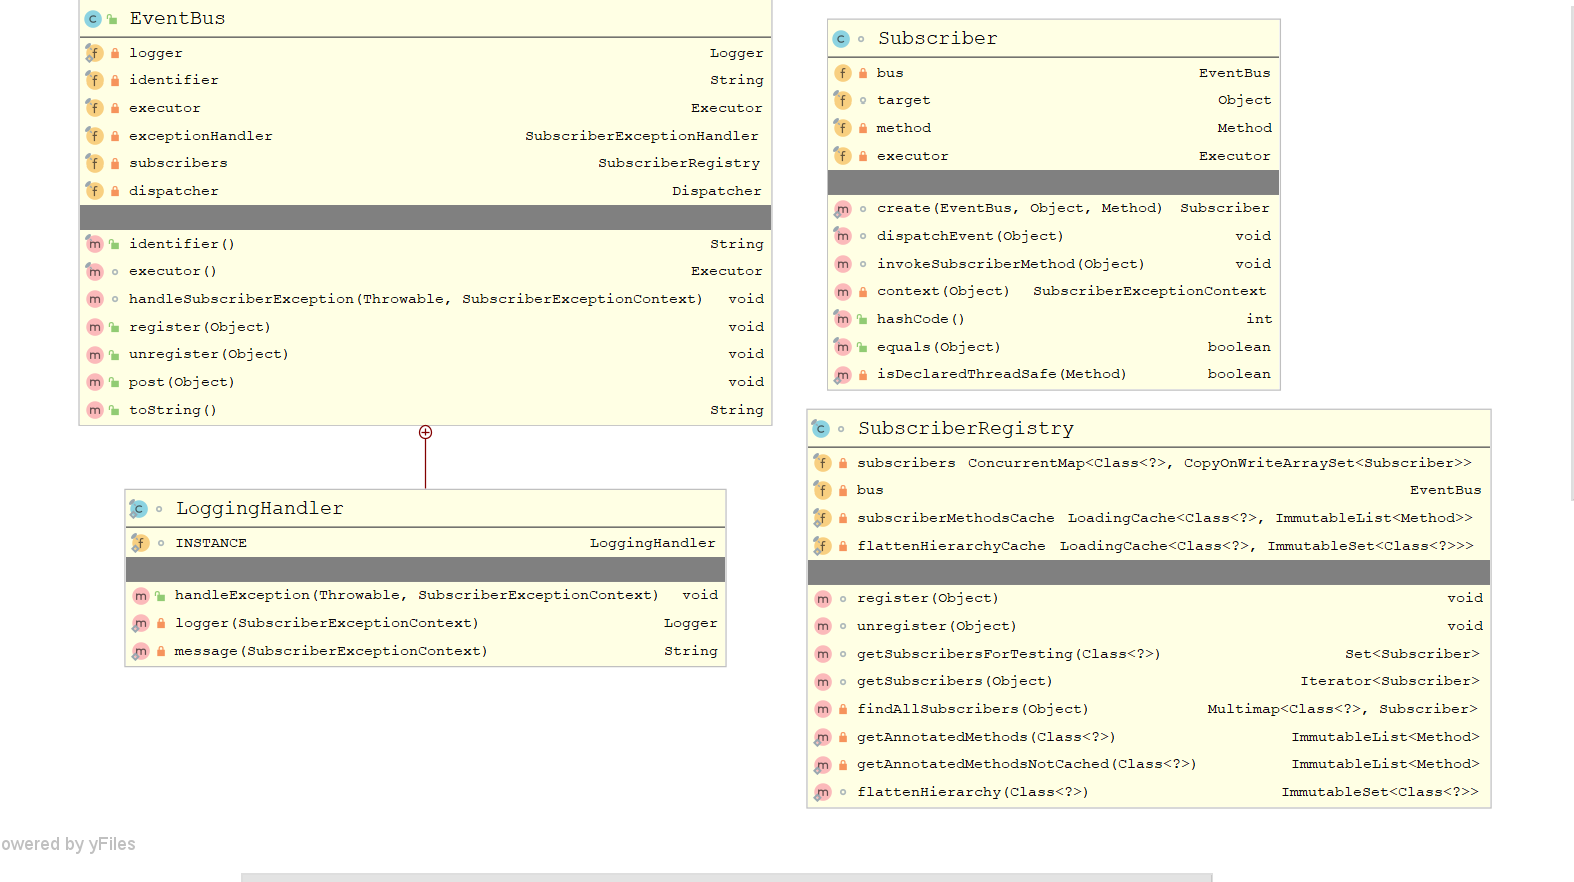 EventBus
logger Logger
identifier String
executor Executor
exceptionHandler SubscriberExceptionHandler
subscribers SubscriberRegistry
dispatcher Dispatcher
identifier() String
executor() Executor
handleSubscriberException(Throwable, SubscriberExceptionContext) void
register(Object) void
unregister(Object) void
post(Object) void
toString() String
LoggingHandler
INSTANCE LoggingHandler
handleException(Throwable, SubscriberExceptionContext) void
logger(SubscriberExceptionContext) Logger
message(SubscriberExceptionContext) String
Subscriber
bus EventBus
target Object
method Method
executor Executor
create(EventBus, Object, Method) Subscriber
dispatchEvent(Object) void
invokeSubscriberMethod(Object) void
context(Object) SubscriberExceptionContext
hashCode() int
equals(Object) boolean
isDeclaredThreadSafe(Method) boolean
SubscriberRegistry
subscribers ConcurrentMap<Class<?>, CopyOnWriteArraySet<Subscriber>>
bus EventBus
subscriberMethodsCache LoadingCache<Class<?>, ImmutableList<Method>>
flattenHierarchyCache LoadingCache<Class<?>, ImmutableSet<Class<?>>>
register(Object) void
unregister(Object) void
getSubscribersForTesting(Class<?>) Set<Subscriber>
getSubscribers(Object) Iterator<Subscriber>
findAllSubscribers(Object) Multimap<Class<?>, Subscriber>
getAnnotatedMethods(Class<?>) ImmutableList<Method>
getAnnotatedMethodsNotCached(Class<?>) ImmutableList<Method>
flattenHierarchy(Class<?>) ImmutableSet<Class<?>>
owered by yFiles